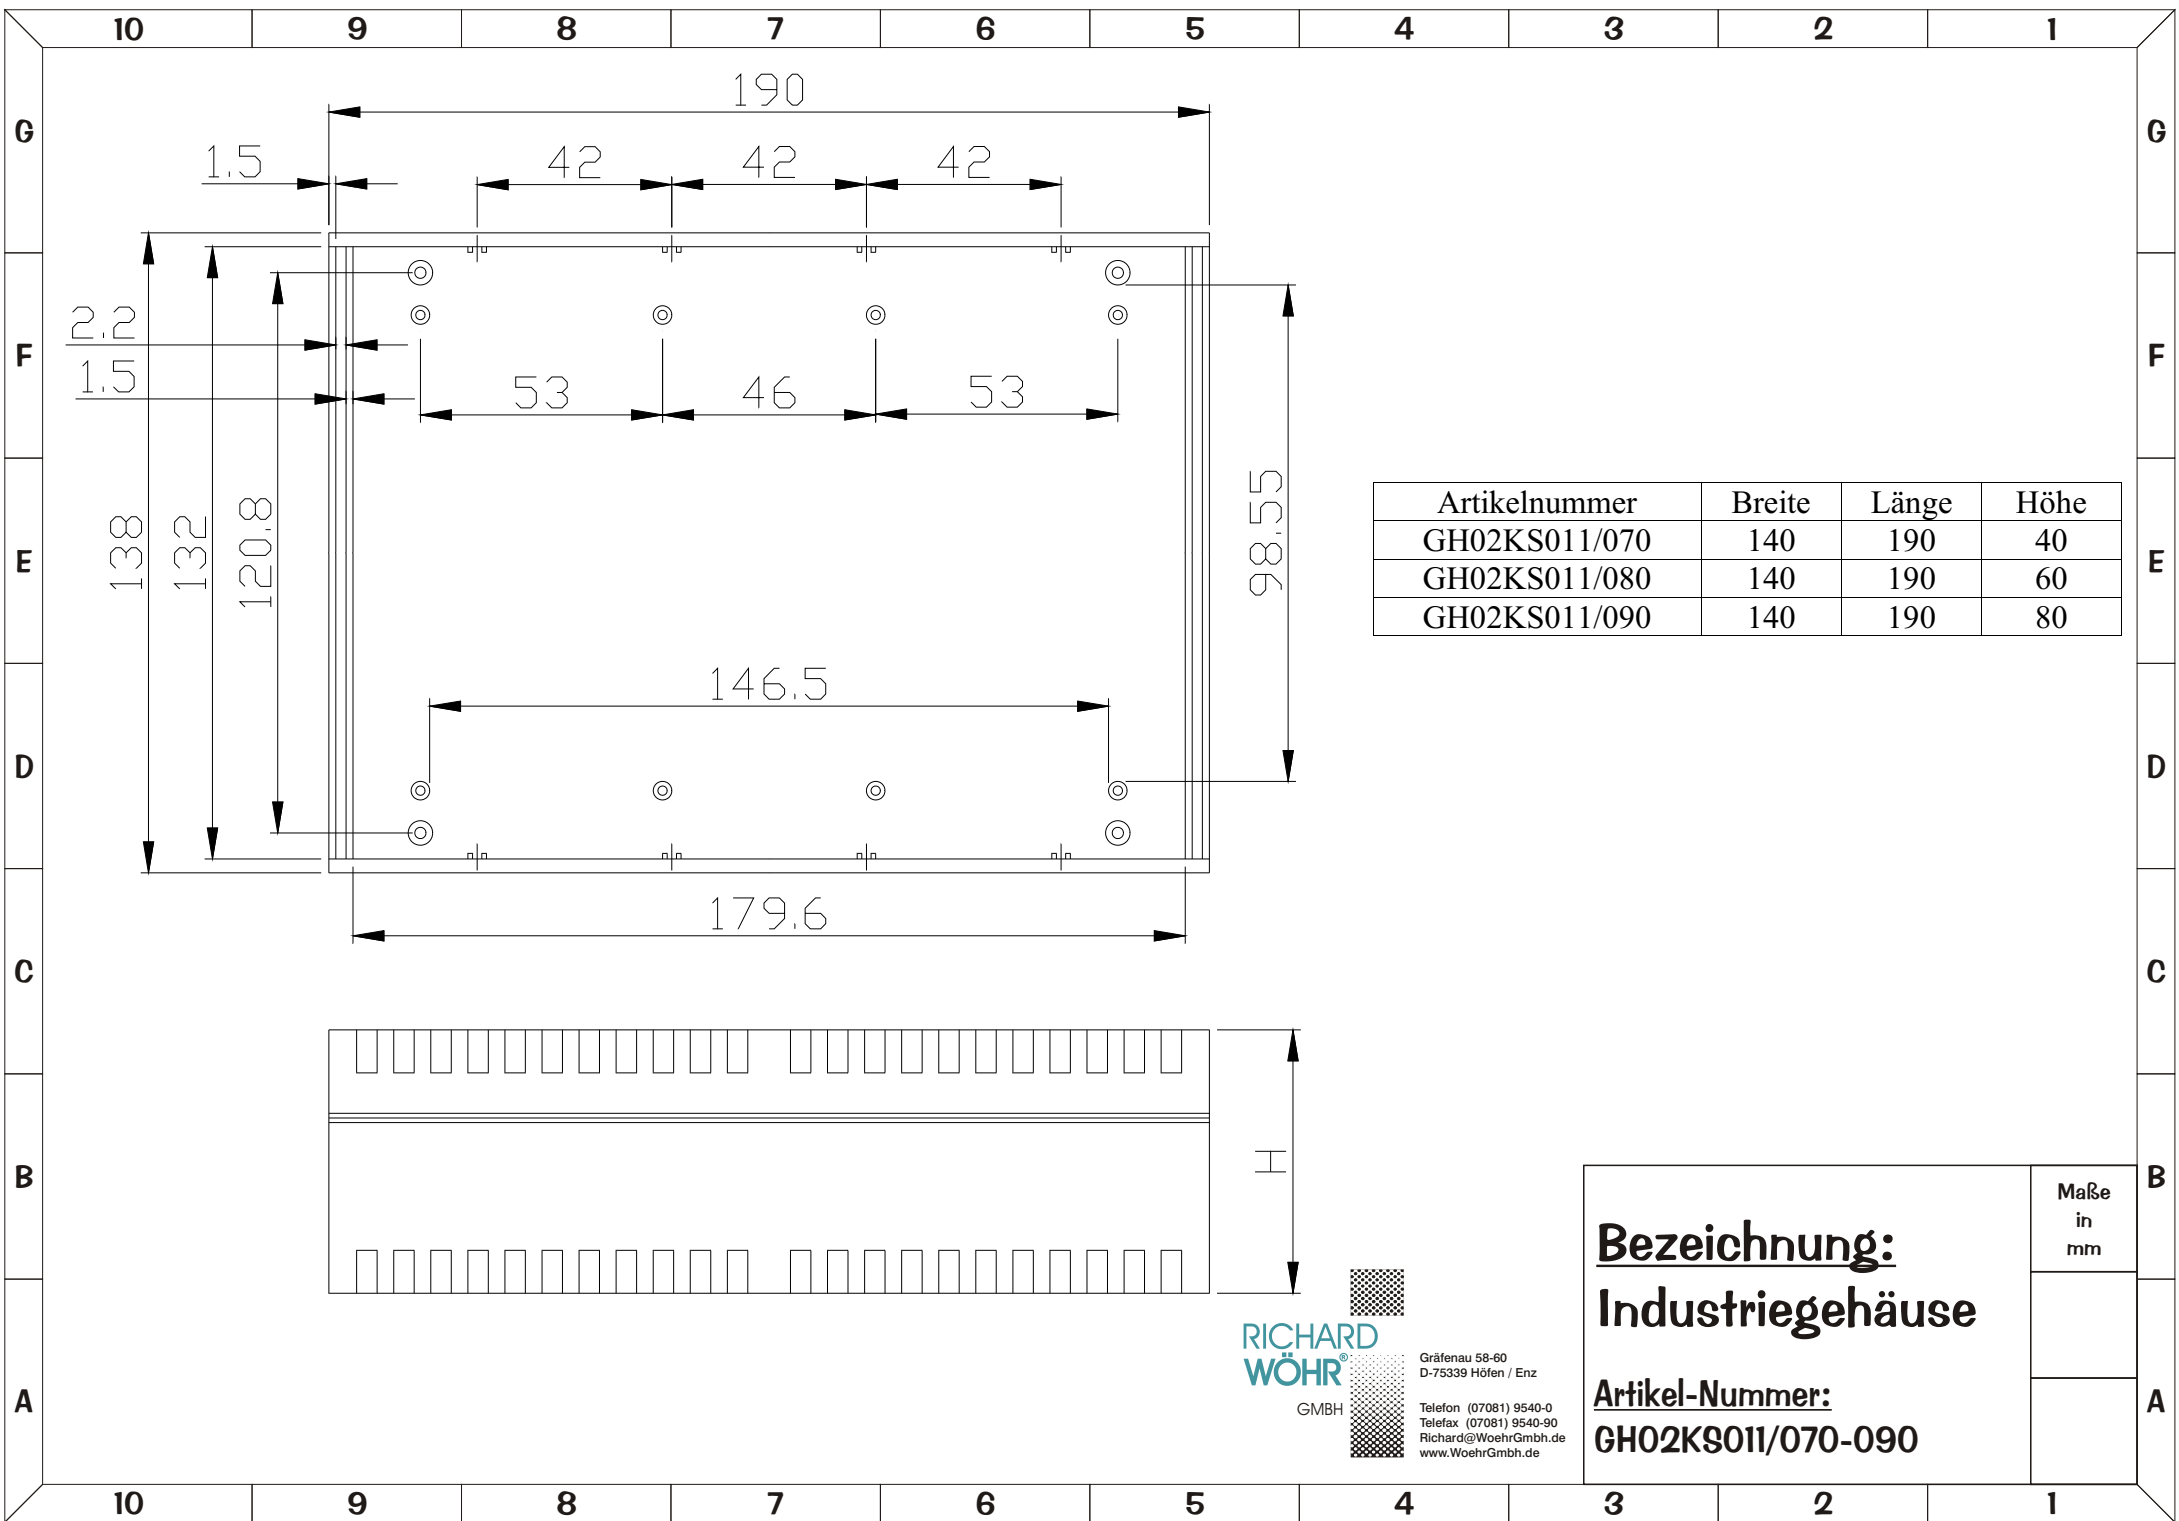 10 9 8 7 6 5 4 3 2 1
G G
190
1.5 42 42 42
F F
2.2
1.5
53 46 53
E E
138 132 120.8 98.55
Artikelnummer Breite Länge Höhe
GH02KS011/070 140 190 40
GH02KS011/080 140 190 60
GH02KS011/090 140 190 80
146.5
D D
179.6
C C
H
B B
Maße
in
mm
Bezeichnung:
Industriegehäuse
Artikel-Nummer:
GH02KS011/070-090
RICHARD
WÖHR®
GMBH
Gräfenau 58-60
D-75339 Höfen / Enz
Telefon (07081) 9540-0
Telefax (07081) 9540-90
Richard@WoehrGmbh.de
www.WoehrGmbh.de
A A
10 9 8 7 6 5 4 3 2 1